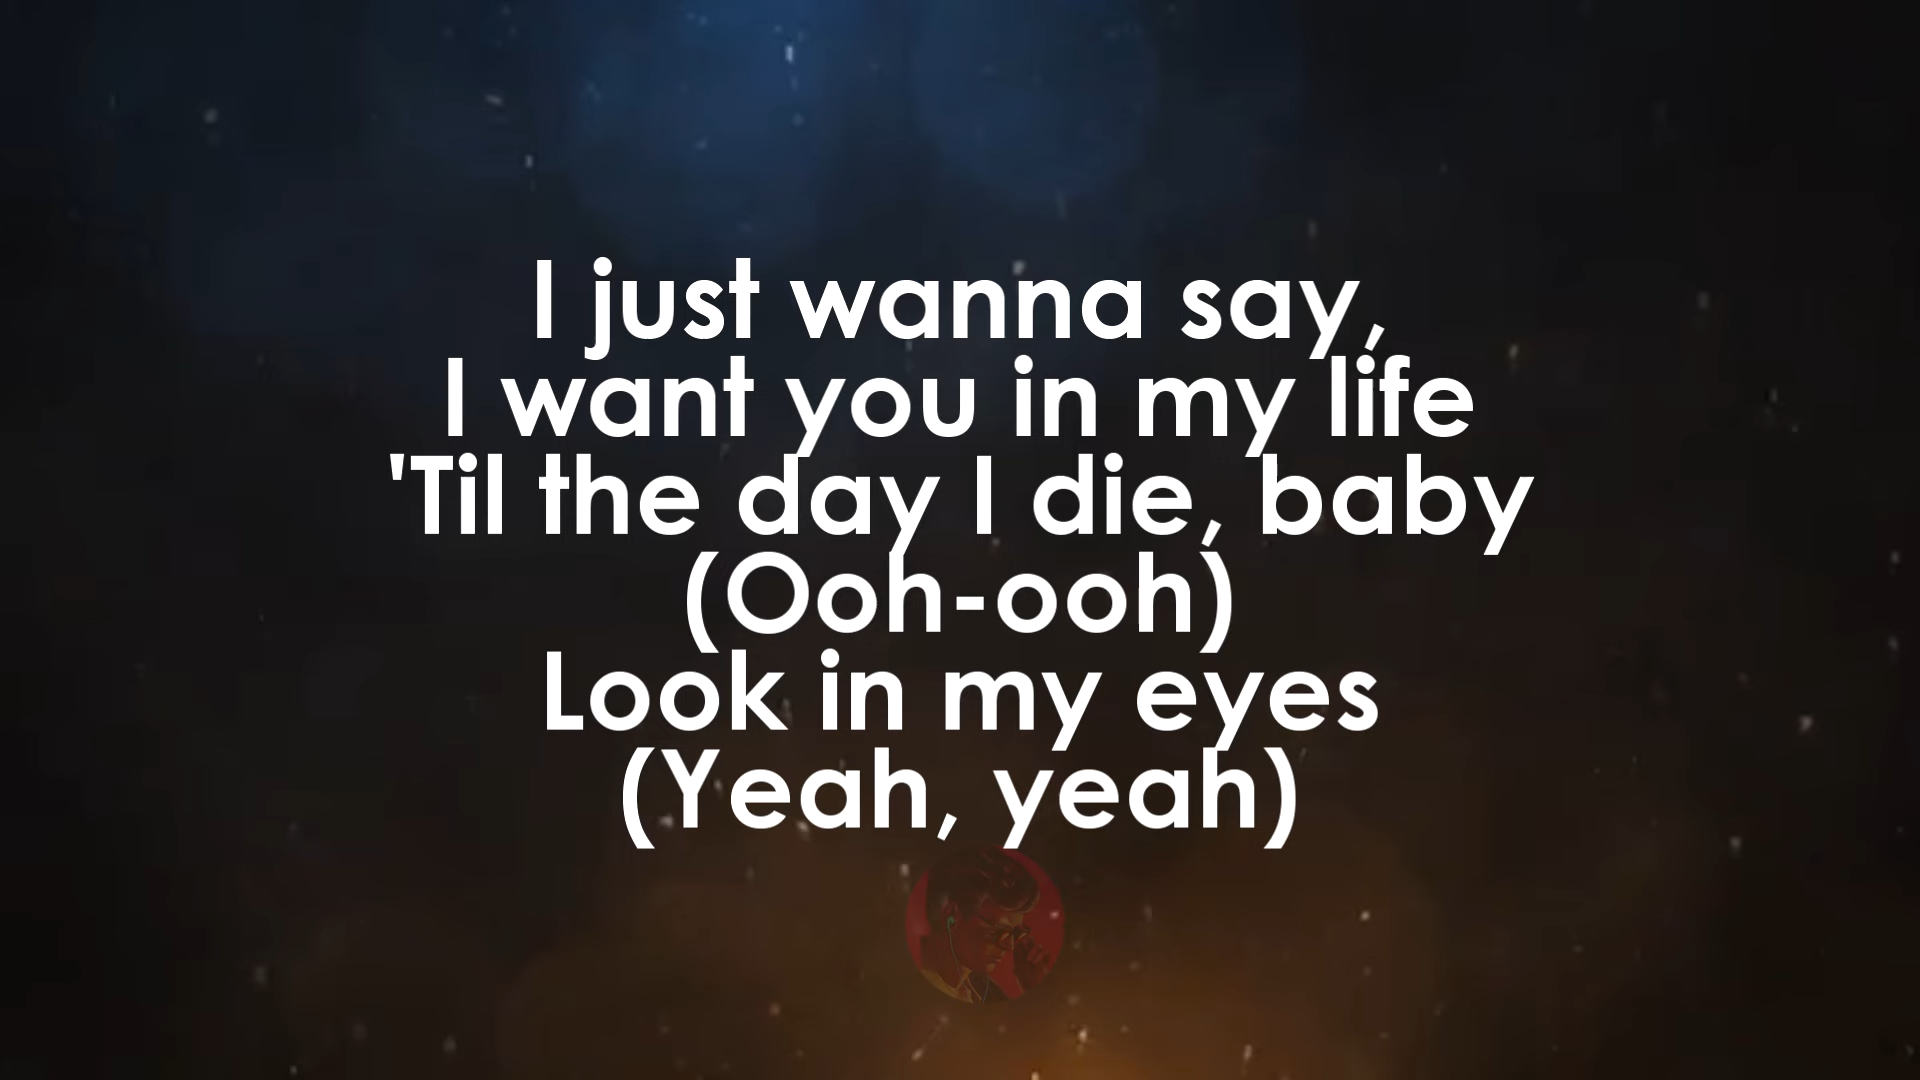 I just wanna say,
I want you in my life
'Til the day I die, baby
(Ooh-ooh)
Look in my eyes
(Yeah, yeah)